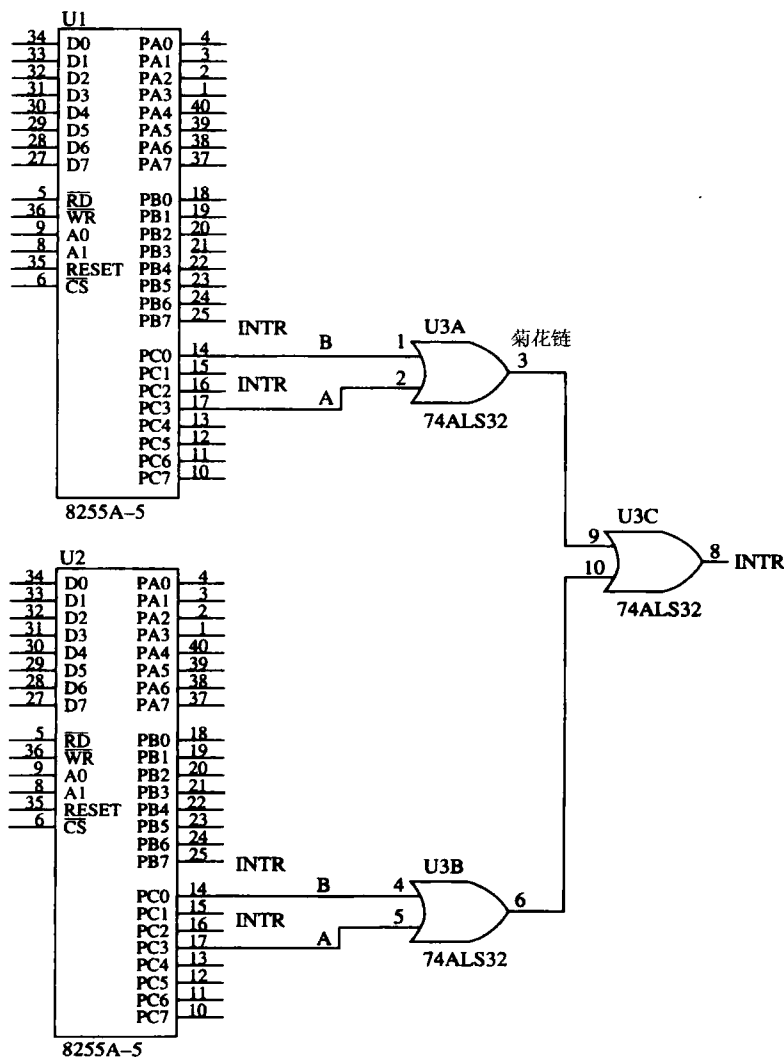 U1
34 D0 PA0 4
33 D1 PA1 3
32 D2 PA2 2
31 D3 PA3 1
30 D4 PA4 40
29 D5 PA5 39
28 D6 PA6 38
27 D7 PA7 37
5 RD PB0 18
36 WR PB1 19
9 A0 PB2 20
8 A1 PB3 21
35 RESET PB4 22
6 CS PB5 23
PB6 24
PB7 25
INTR
PC0 14 B 1
PC1 15
PC2 16 INTR
PC3 17 A 2
PC4 13
PC5 12
PC6 11
PC7 10
8255A-5
U3A
菊花链
3
74ALS32
U2
34 D0 PA0 4
33 D1 PA1 3
32 D2 PA2 2
31 D3 PA3 1
30 D4 PA4 40
29 D5 PA5 39
28 D6 PA6 38
27 D7 PA7 37
5 RD PB0 18
36 WR PB1 19
9 A0 PB2 20
8 A1 PB3 21
35 RESET PB4 22
6 CS PB5 23
PB6 24
PB7 25 INTR
PC0 14 B 4
PC1 15
PC2 16 INTR
PC3 17 A 5
PC4 13
PC5 12
PC6 11
PC7 10
8255A-5
U3B
6
74ALS32
U3C
9
10
8 INTR
74ALS32